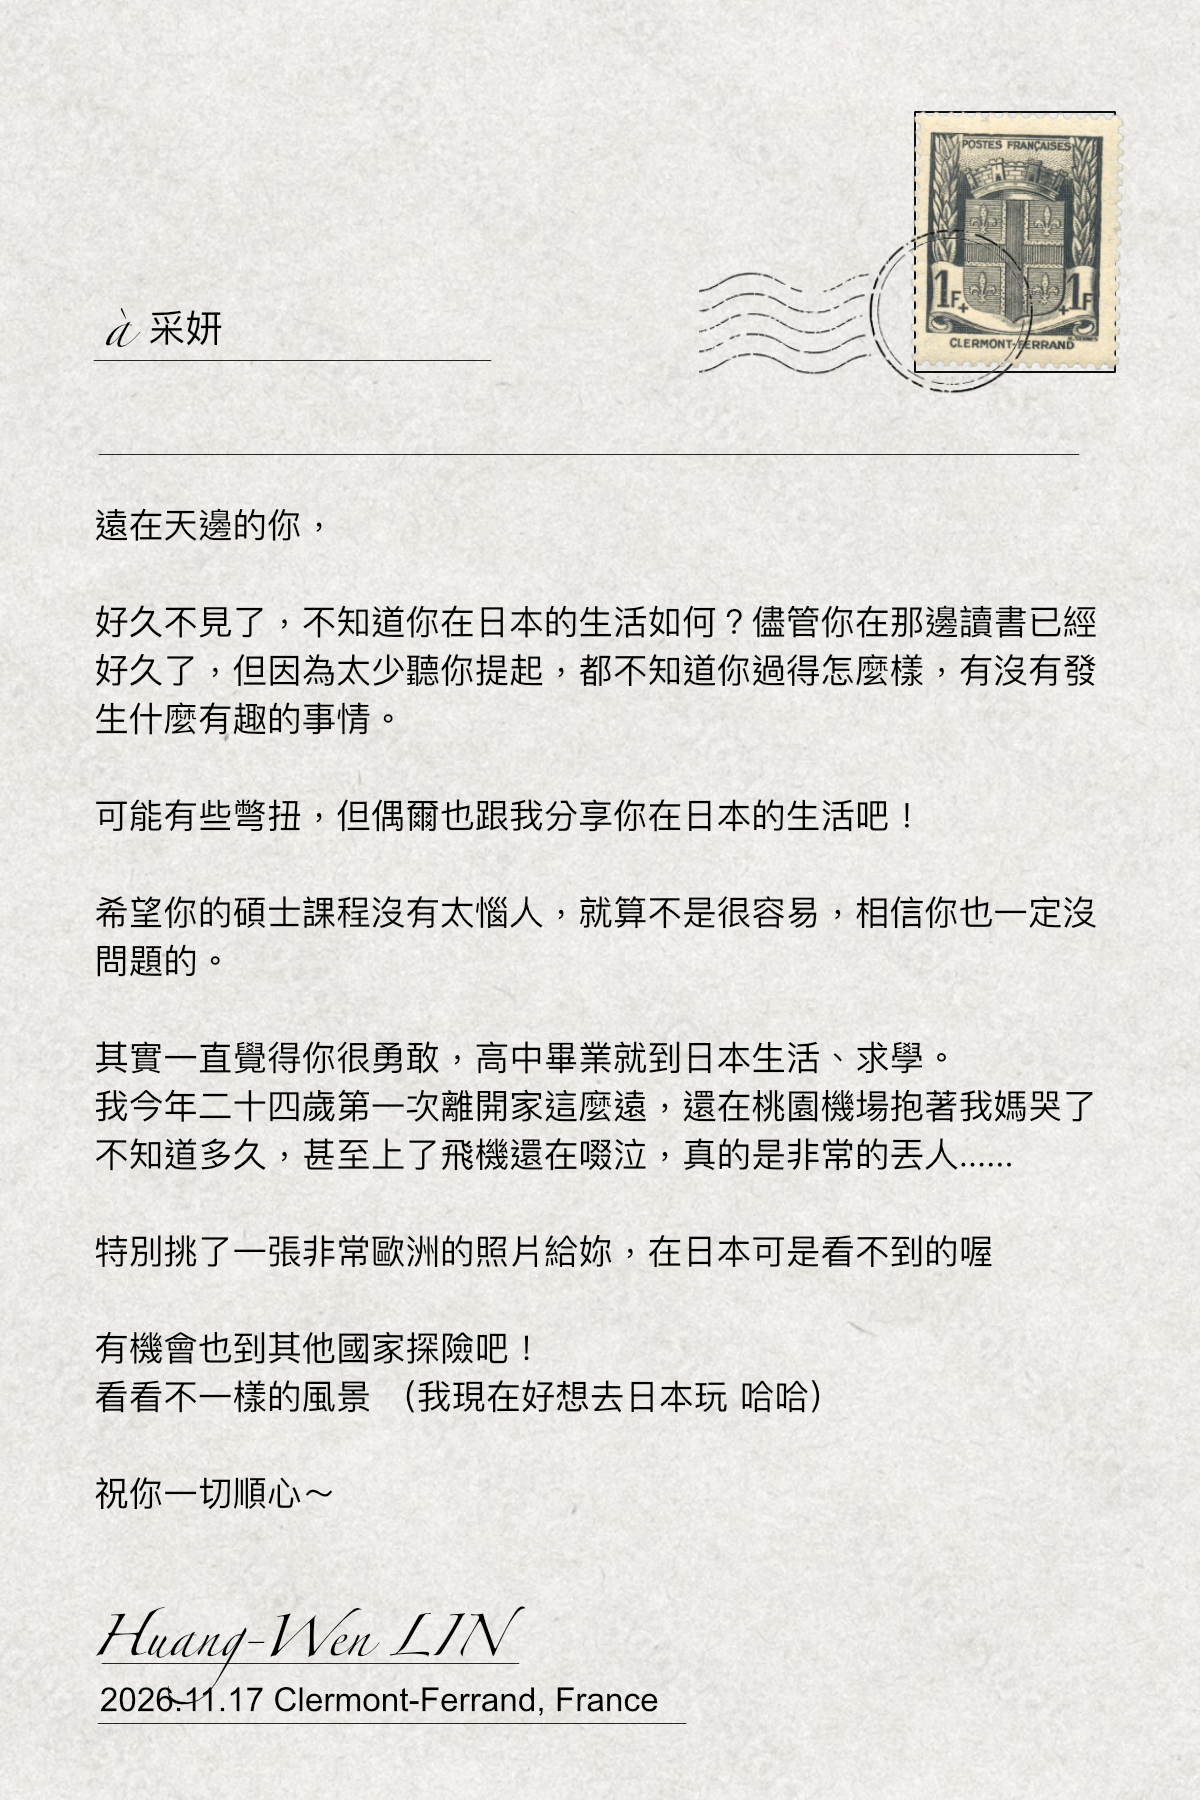 POSTES FRANÇAISES
1F+
+1F
CLERMONT-FERRAND
à 采妍
遠在天邊的你，
好久不見了，不知道你在日本的生活如何？儘管你在那邊讀書已經
好久了，但因為太少聽你提起，都不知道你過得怎麼樣，有沒有發
生什麼有趣的事情。
可能有些彆扭，但偶爾也跟我分享你在日本的生活吧！
希望你的碩士課程沒有太惱人，就算不是很容易，相信你也一定沒
問題的。
其實一直覺得你很勇敢，高中畢業就到日本生活、求學。
我今年二十四歲第一次離開家這麼遠，還在桃園機場抱著我媽哭了
不知道多久，甚至上了飛機還在啜泣，真的是非常的丟人......
特別挑了一張非常歐洲的照片給妳，在日本可是看不到的喔
有機會也到其他國家探險吧！
看看不一樣的風景 （我現在好想去日本玩 哈哈）
祝你一切順心～
Huang-Wen LIN
2026.11.17 Clermont-Ferrand, France